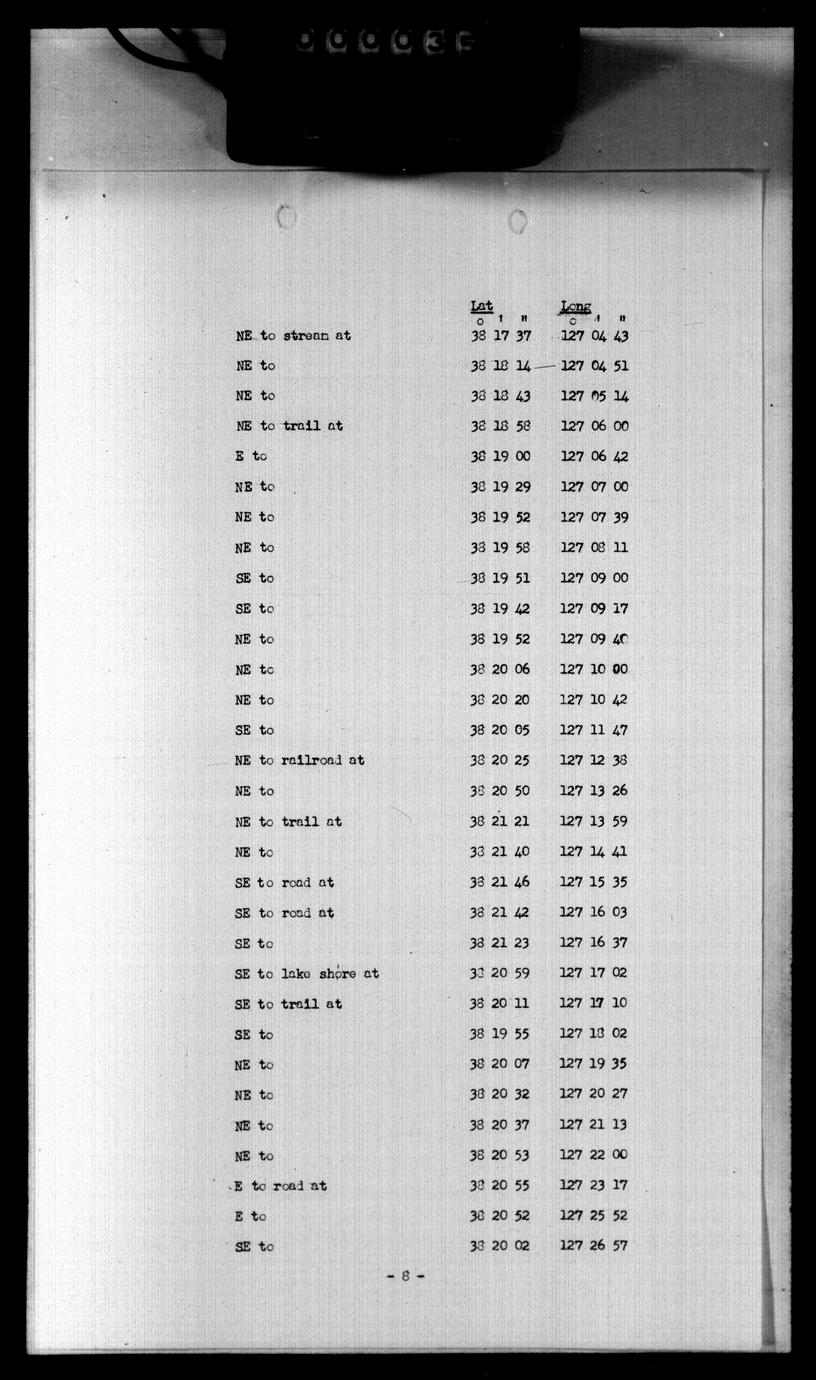 Lat Long
o ' " o ' "
NE to stream at 38 17 37 127 04 43
NE to 38 18 14 127 04 51
NE to 38 18 43 127 05 14
NE to trail at 38 18 58 127 06 00
E to 38 19 00 127 06 42
NE to 38 19 29 127 07 00
NE to 38 19 52 127 07 39
NE to 38 19 58 127 08 11
SE to 38 19 51 127 09 00
SE to 38 19 42 127 09 17
NE to 38 19 52 127 09 40
NE to 38 20 06 127 10 00
NE to 38 20 20 127 10 42
SE to 38 20 05 127 11 47
NE to railroad at 38 20 25 127 12 38
NE to 38 20 50 127 13 26
NE to trail at 38 21 21 127 13 59
NE to 38 21 40 127 14 41
SE to road at 38 21 46 127 15 35
SE to road at 38 21 42 127 16 03
SE to 38 21 23 127 16 37
SE to lake shore at 38 20 59 127 17 02
SE to trail at 38 20 11 127 17 10
SE to 38 19 55 127 18 02
NE to 38 20 07 127 19 35
NE to 38 20 32 127 20 27
NE to 38 20 37 127 21 13
NE to 38 20 53 127 22 00
E to road at 38 20 55 127 23 17
E to 38 20 52 127 25 52
SE to 38 20 02 127 26 57
- 8 -